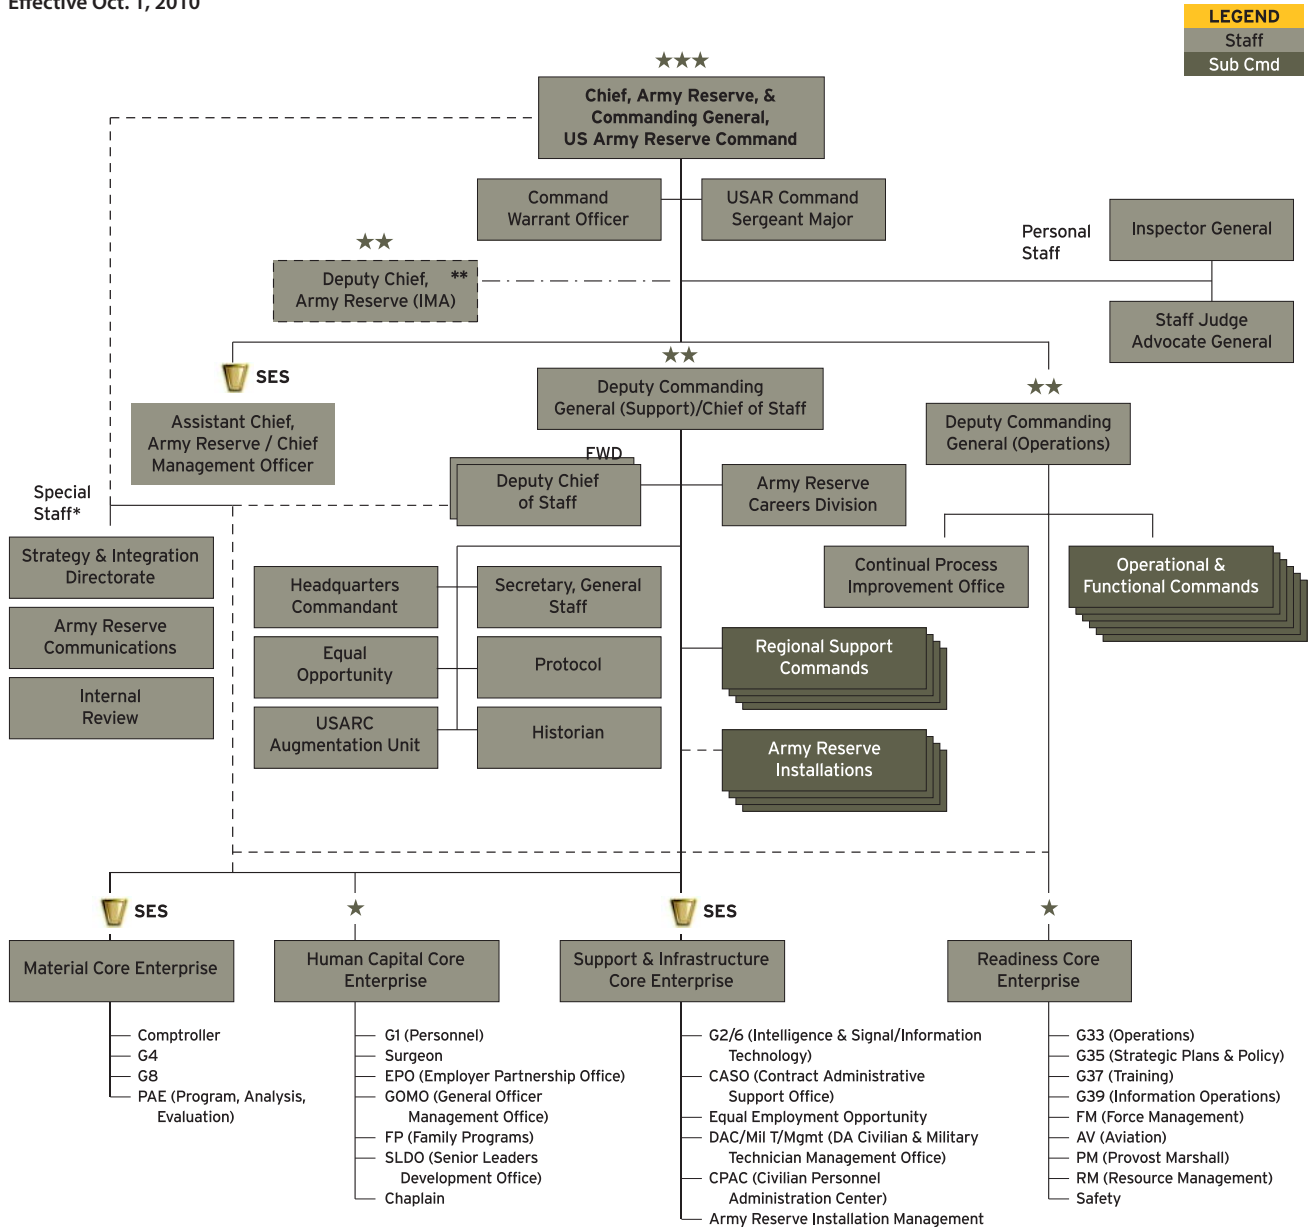 Effective Oct. 1, 2010
LEGEND
Staff
Sub Cmd
Chief, Army Reserve, &
Commanding General,
US Army Reserve Command
Command
Warrant Officer
USAR Command
Sergeant Major
Personal
Staff
Inspector General
Staff Judge
Advocate General
Deputy Chief, **
Army Reserve (IMA)
SES
Assistant Chief,
Army Reserve / Chief
Management Officer
Deputy Commanding
General (Support)/Chief of Staff
Deputy Commanding
General (Operations)
FWD
Deputy Chief
of Staff
Army Reserve
Careers Division
Special
Staff*
Strategy & Integration
Directorate
Army Reserve
Communications
Internal
Review
Headquarters
Commandant
Secretary, General
Staff
Equal
Opportunity
Protocol
USARC
Augmentation Unit
Historian
Continual Process
Improvement Office
Operational &
Functional Commands
Regional Support
Commands
Army Reserve
Installations
SES
Material Core Enterprise
Comptroller
G4
G8
PAE (Program, Analysis,
Evaluation)
Human Capital Core
Enterprise
G1 (Personnel)
Surgeon
EPO (Employer Partnership Office)
GOMO (General Officer
Management Office)
FP (Family Programs)
SLDO (Senior Leaders
Development Office)
Chaplain
SES
Support & Infrastructure
Core Enterprise
G2/6 (Intelligence & Signal/Information
Technology)
CASO (Contract Administrative
Support Office)
Equal Employment Opportunity
DAC/Mil T/Mgmt (DA Civilian & Military
Technician Management Office)
CPAC (Civilian Personnel
Administration Center)
Army Reserve Installation Management
Readiness Core
Enterprise
G33 (Operations)
G35 (Strategic Plans & Policy)
G37 (Training)
G39 (Information Operations)
FM (Force Management)
AV (Aviation)
PM (Provost Marshall)
RM (Resource Management)
Safety